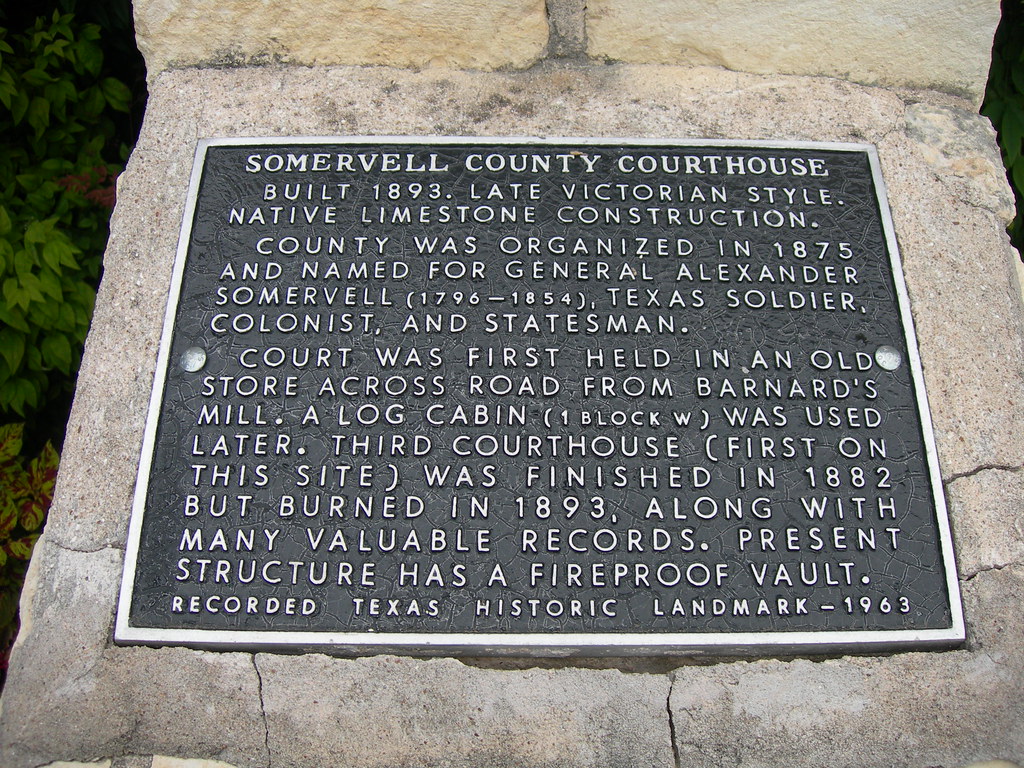 SOMERVELL COUNTY COURTHOUSE
BUILT 1893. LATE VICTORIAN STYLE.
NATIVE LIMESTONE CONSTRUCTION.
COUNTY WAS ORGANIZED IN 1875
AND NAMED FOR GENERAL ALEXANDER
SOMERVELL (1796-1854), TEXAS SOLDIER,
COLONIST, AND STATESMAN.
COURT WAS FIRST HELD IN AN OLD
STORE ACROSS ROAD FROM BARNARD'S
MILL. A LOG CABIN (1 BLOCK W) WAS USED
LATER. THIRD COURTHOUSE (FIRST ON
THIS SITE) WAS FINISHED IN 1882
BUT BURNED IN 1893, ALONG WITH
MANY VALUABLE RECORDS. PRESENT
STRUCTURE HAS A FIREPROOF VAULT.
RECORDED TEXAS HISTORIC LANDMARK-1963